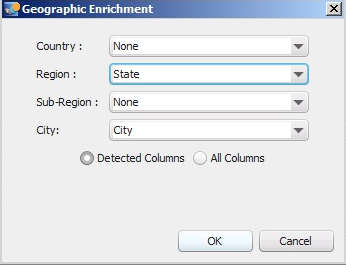 Geographic Enrichment
Country : None
Region : State
Sub-Region : None
City: City
Detected Columns All Columns
OK Cancel